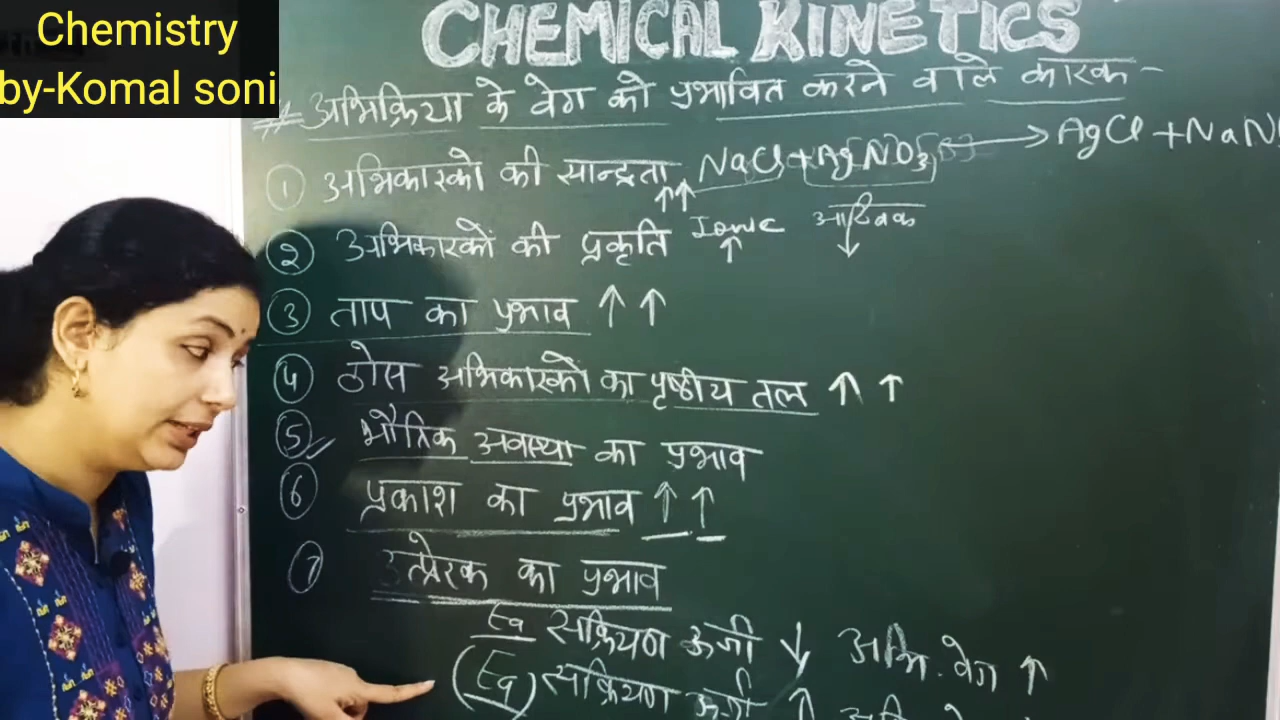 Chemistry
by-Komal soni
CHEMICAL KINETICS
# अभिक्रिया के वेग को प्रभावित करने वाले कारक -
① अभिकारको की सान्द्रता ↑↑ NaCl + AgNO3 → AgCl + NaN
② अभिकारकों की प्रकृति Ionic ↑ आण्विक ↓
③ ताप का प्रभाव ↑ ↑
④ ठोस अभिकारकों का पृष्ठीय तल ↑ ↑
⑤ ✓ भौत्रिक अवस्था का प्रभाव
⑥ प्रकाश का प्रभाव ↑ ↑
⑦ उत्प्रेरक का प्रभाव
Ea सक्रियण ऊर्जा ↓ अभि. वेग ↑
(Ea) सक्रियण ऊर्जा ↑